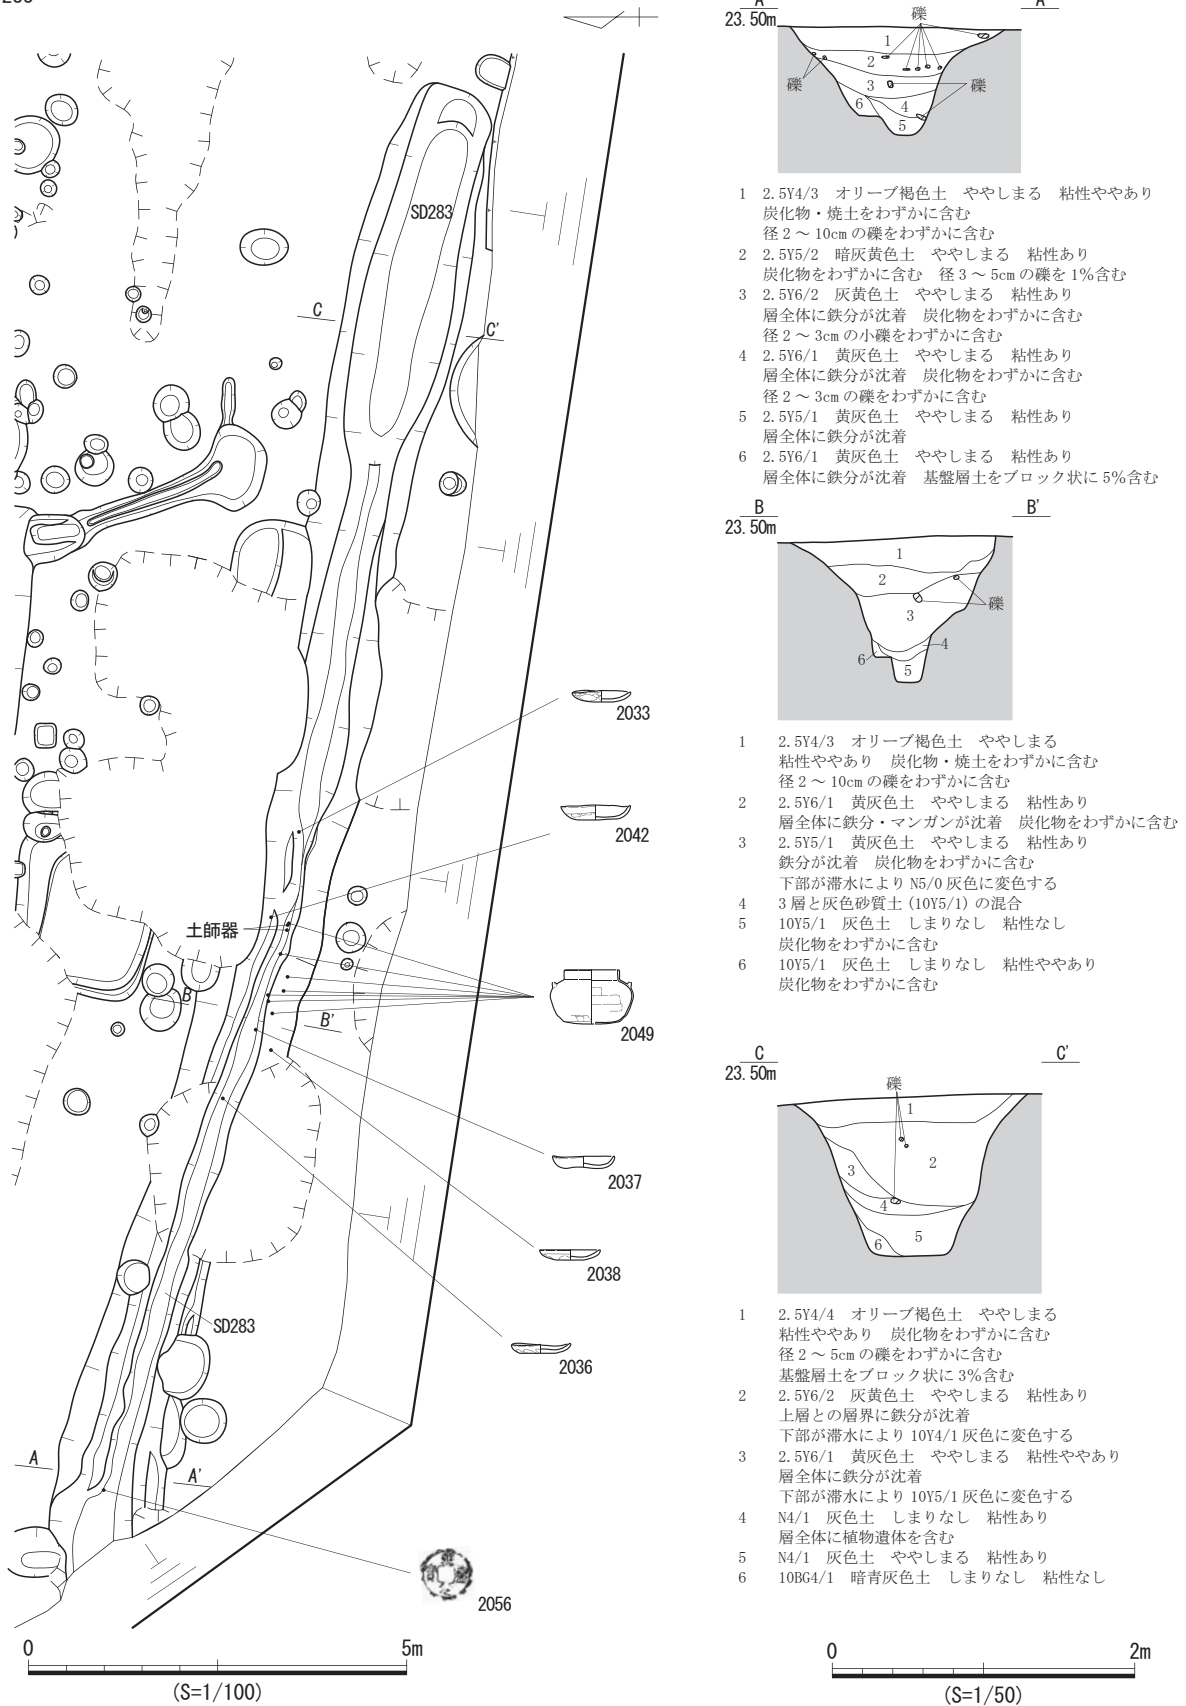 SD283
C
C'
2033
2042
土師器
B
B'
2049
2037
2038
SD283
2036
A
A'
2056
0 5m
(S=1/100)
A A'
23.50m
礫
1
2
3
4
5
6
礫
礫
1 2.5Y4/3 オリーブ褐色土 ややしまる 粘性ややあり
炭化物・焼土をわずかに含む
径2～10cmの礫をわずかに含む
2 2.5Y5/2 暗灰黄色土 ややしまる 粘性あり
炭化物をわずかに含む 径3～5cmの礫を1%含む
3 2.5Y6/2 灰黄色土 ややしまる 粘性あり
層全体に鉄分が沈着 炭化物をわずかに含む
径2～3cmの小礫をわずかに含む
4 2.5Y6/1 黄灰色土 ややしまる 粘性あり
層全体に鉄分が沈着 炭化物をわずかに含む
径2～3cmの礫をわずかに含む
5 2.5Y5/1 黄灰色土 ややしまる 粘性あり
層全体に鉄分が沈着
6 2.5Y6/1 黄灰色土 ややしまる 粘性あり
層全体に鉄分が沈着 基盤層土をブロック状に5%含む
B B'
23.50m
1
2
3
礫
4
6
5
1 2.5Y4/3 オリーブ褐色土 ややしまる
粘性ややあり 炭化物・焼土をわずかに含む
径2～10cmの礫をわずかに含む
2 2.5Y6/1 黄灰色土 ややしまる 粘性あり
層全体に鉄分・マンガンが沈着 炭化物をわずかに含む
3 2.5Y5/1 黄灰色土 ややしまる 粘性あり
鉄分が沈着 炭化物をわずかに含む
下部が滞水によりN5/0灰色に変色する
4 3層と灰色砂質土(10Y5/1)の混合
5 10Y5/1 灰色土 しまりなし 粘性なし
炭化物をわずかに含む
6 10Y5/1 灰色土 しまりなし 粘性ややあり
炭化物をわずかに含む
C C'
23.50m
礫
1
2
3
4
5
6
1 2.5Y4/4 オリーブ褐色土 ややしまる
粘性ややあり 炭化物をわずかに含む
径2～5cmの礫をわずかに含む
基盤層土をブロック状に3%含む
2 2.5Y6/2 灰黄色土 ややしまる 粘性あり
上層との層界に鉄分が沈着
下部が滞水により10Y4/1灰色に変色する
3 2.5Y6/1 黄灰色土 ややしまる 粘性ややあり
層全体に鉄分が沈着
下部が滞水により10Y5/1灰色に変色する
4 N4/1 灰色土 しまりなし 粘性あり
層全体に植物遺体を含む
5 N4/1 灰色土 ややしまる 粘性あり
6 10BG4/1 暗青灰色土 しまりなし 粘性なし
0 2m
(S=1/50)